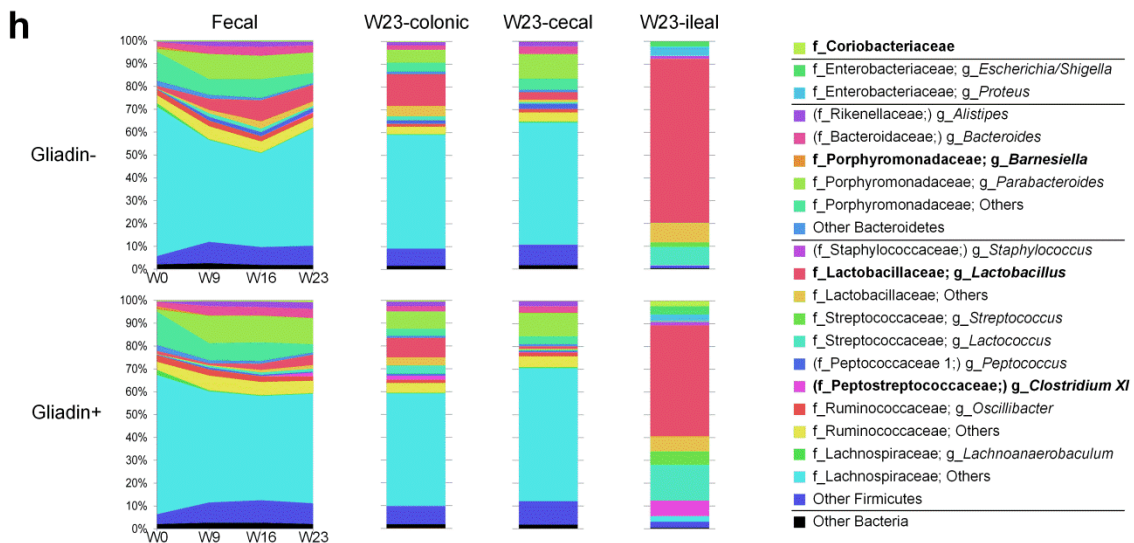 h
Fecal
W23-colonic
W23-cecal
W23-ileal
Gliadin-
100%
90%
80%
70%
60%
50%
40%
30%
20%
10%
0%
W0
W9
W16
W23
Gliadin+
100%
90%
80%
70%
60%
50%
40%
30%
20%
10%
0%
W0
W9
W16
W23
f_Coriobacteriaceae
f_Enterobacteriaceae; g_Escherichia/Shigella
f_Enterobacteriaceae; g_Proteus
(f_Rikenellaceae;) g_Alistipes
(f_Bacteroidaceae;) g_Bacteroides
f_Porphyromonadaceae; g_Barnesiella
f_Porphyromonadaceae; g_Parabacteroides
f_Porphyromonadaceae; Others
Other Bacteroidetes
(f_Staphylococcaceae;) g_Staphylococcus
f_Lactobacillaceae; g_Lactobacillus
f_Lactobacillaceae; Others
f_Streptococcaceae; g_Streptococcus
f_Streptococcaceae; g_Lactococcus
(f_Peptococcaceae 1;) g_Peptococcus
(f_Peptostreptococcaceae;) g_Clostridium XI
f_Ruminococcaceae; g_Oscillibacter
f_Ruminococcaceae; Others
f_Lachnospiraceae; g_Lachnoanaerobaculum
f_Lachnospiraceae; Others
Other Firmicutes
Other Bacteria